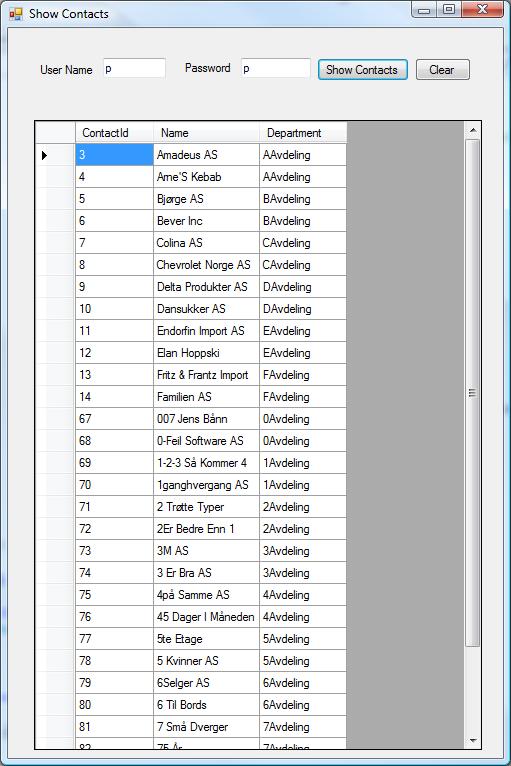 Show Contacts
User Name p Password p Show Contacts Clear
ContactId Name Department
3 Amadeus AS AAvdeling
4 Arne'S Kebab AAvdeling
5 Bjørge AS BAvdeling
6 Bever Inc BAvdeling
7 Colina AS CAvdeling
8 Chevrolet Norge AS CAvdeling
9 Delta Produkter AS DAvdeling
10 Dansukker AS DAvdeling
11 Endorfin Import AS EAvdeling
12 Elan Hoppski EAvdeling
13 Fritz & Frantz Import FAvdeling
14 Familien AS FAvdeling
67 007 Jens Bånn 0Avdeling
68 0-Feil Software AS 0Avdeling
69 1-2-3 Så Kommer 4 1Avdeling
70 1ganghvergang AS 1Avdeling
71 2 Trøtte Typer 2Avdeling
72 2Er Bedre Enn 1 2Avdeling
73 3M AS 3Avdeling
74 3 Er Bra AS 3Avdeling
75 4på Samme AS 4Avdeling
76 45 Dager I Måneden 4Avdeling
77 5te Etage 5Avdeling
78 5 Kvinner AS 5Avdeling
79 6Selger AS 6Avdeling
80 6 Til Bords 6Avdeling
81 7 Små Dverger 7Avdeling
82 75 År 7Avdeling